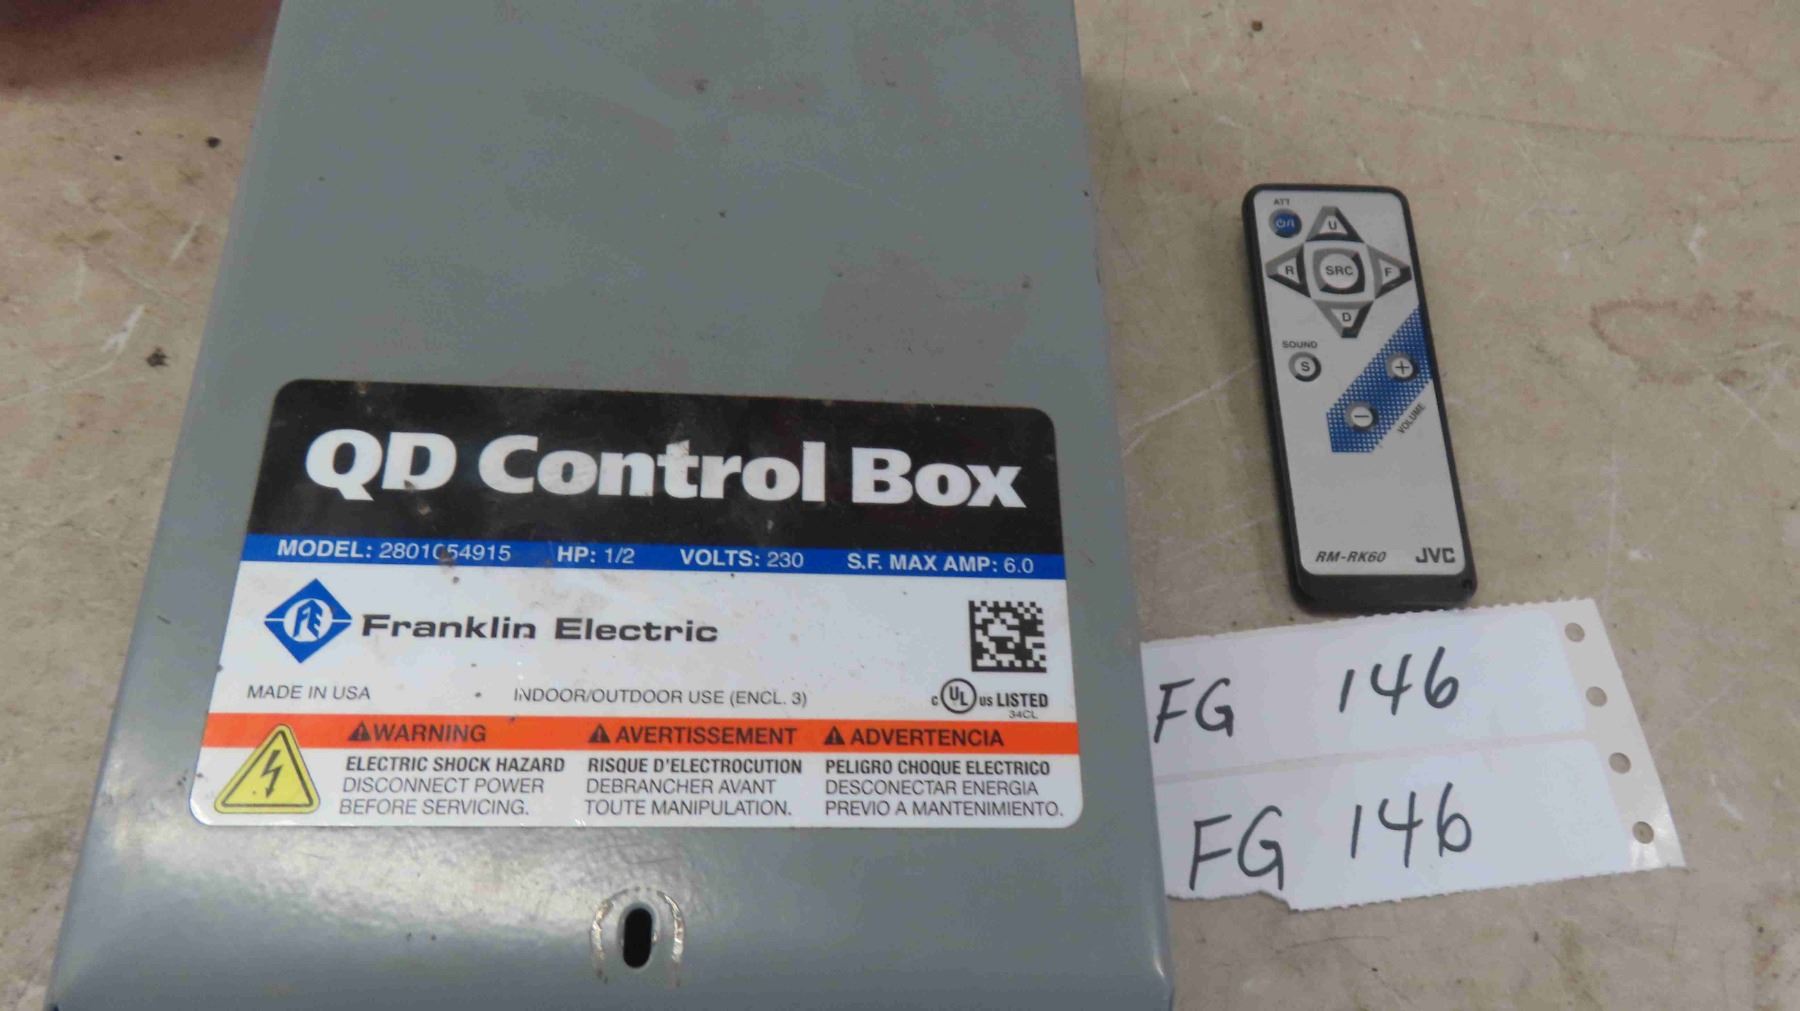 QD Control Box
MODEL: 2801054915 HP: 1/2 VOLTS: 230 S.F. MAX AMP: 6.0
FE Franklin Electric
MADE IN USA INDOOR/OUTDOOR USE (ENCL. 3) C UL US LISTED
34CL
WARNING
ELECTRIC SHOCK HAZARD
DISCONNECT POWER
BEFORE SERVICING.
AVERTISSEMENT
RISQUE D'ELECTROCUTION
DEBRANCHER AVANT
TOUTE MANIPULATION.
ADVERTENCIA
PELIGRO CHOQUE ELECTRICO
DESCONECTAR ENERGIA
PREVIO A MANTENIMIENTO.
ATT
U
R SRC F
D
SOUND
S
VOLUME
RM-RK60 JVC
FG 146
FG 146